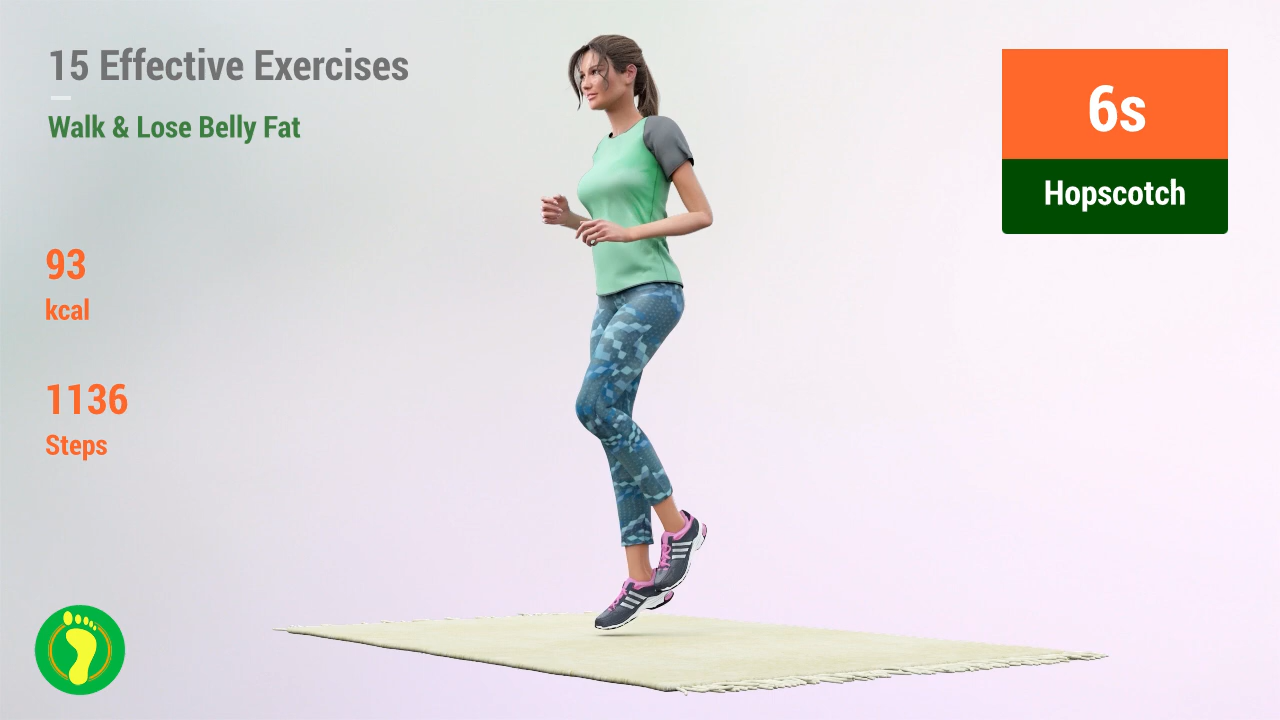 15 Effective Exercises
Walk & Lose Belly Fat
6s
Hopscotch
93
kcal
1136
Steps